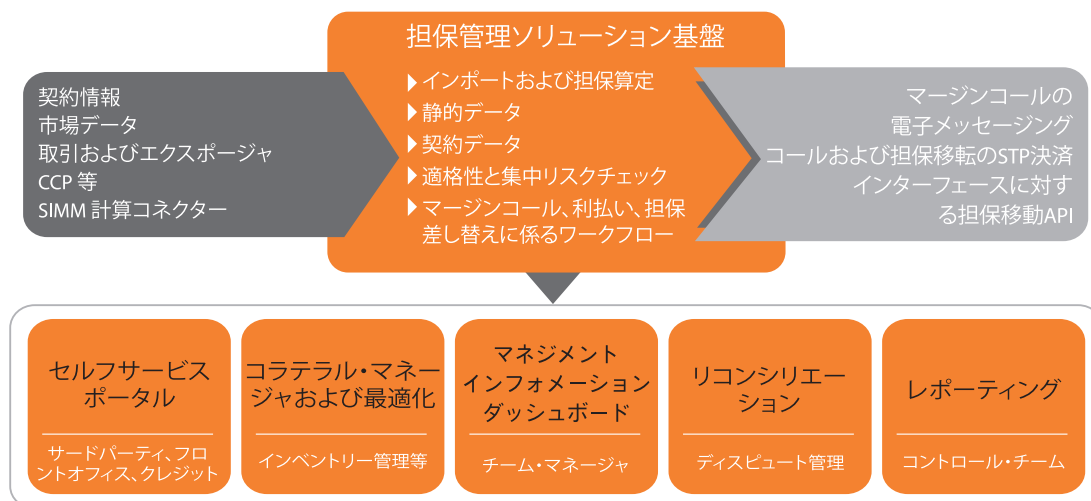 担保管理ソリューション基盤
契約情報
市場データ
取引およびエクスポージャ
CCP 等
SIMM 計算コネクター
インポートおよび担保算定
静的データ
契約データ
適格性と集中リスクチェック
マージンコール、利払い、担保
差し替えに係るワークフロー
マージンコールの
電子メッセージング
コールおよび担保移転のSTP決済
インターフェースに対す
る担保移動API
セルフサービス
ポータル
サードパーティ、フロ
ントオフィス、クレジット
コラテラル・マネー
ジャおよび最適化
インベントリー管理等
マネジメント
インフォメーション
ダッシュボード
チーム・マネージャ
リコンシリエー
ション
ディスピュート管理
レポーティング
コントロール・チーム